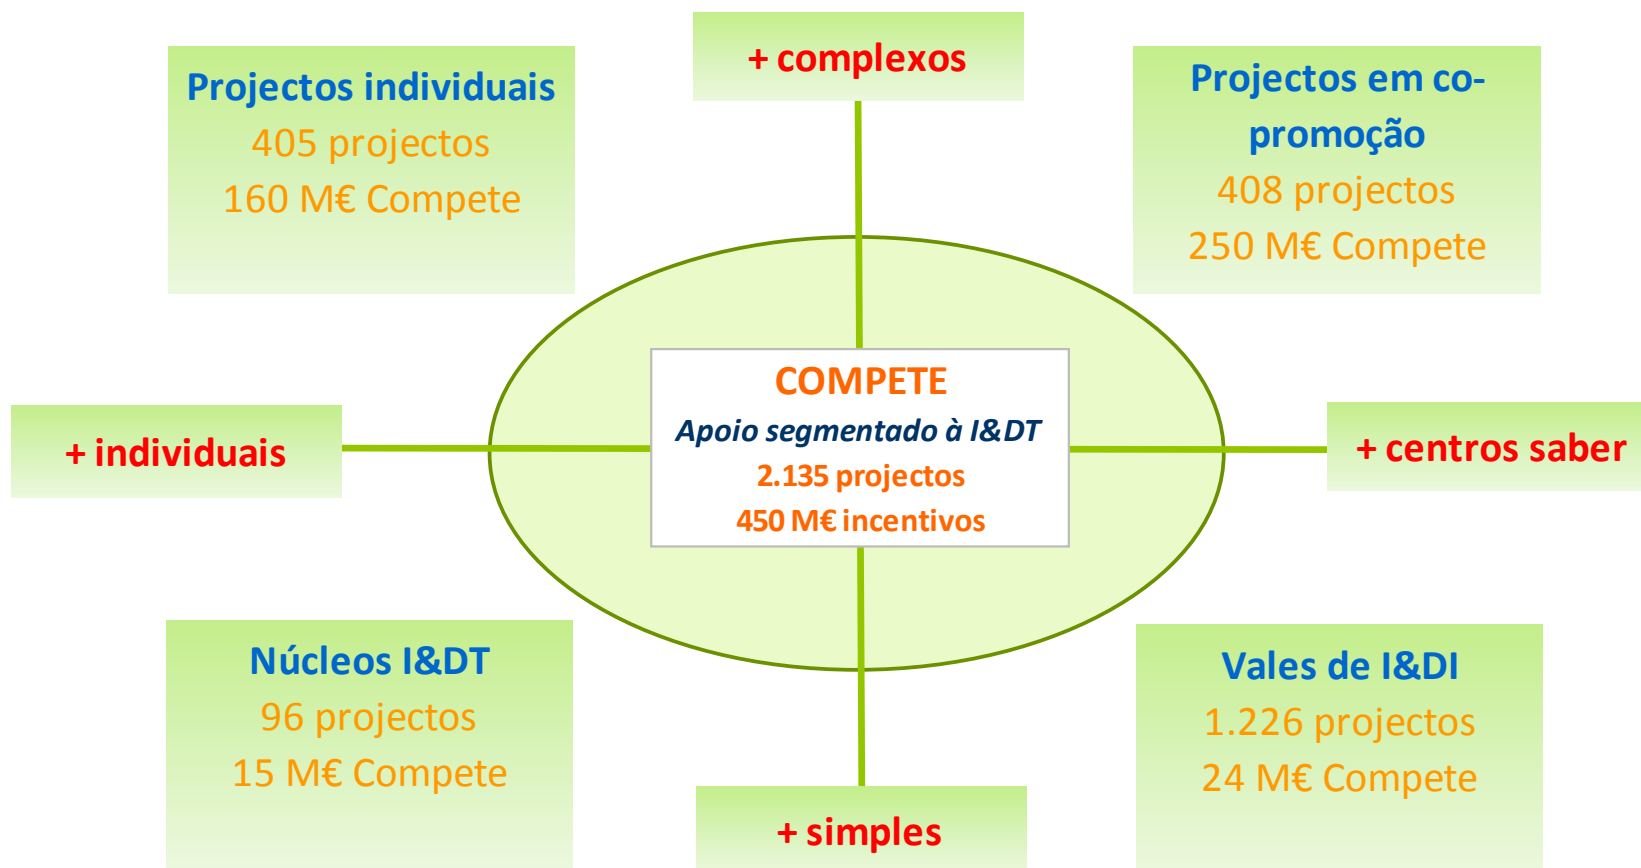 + complexos
Projectos individuais
405 projectos
160 M€ Compete
Projectos em co-
promoção
408 projectos
250 M€ Compete
COMPETE
Apoio segmentado à I&DT
2.135 projectos
450 M€ incentivos
+ individuais
+ centros saber
Núcleos I&DT
96 projectos
15 M€ Compete
Vales de I&DI
1.226 projectos
24 M€ Compete
+ simples